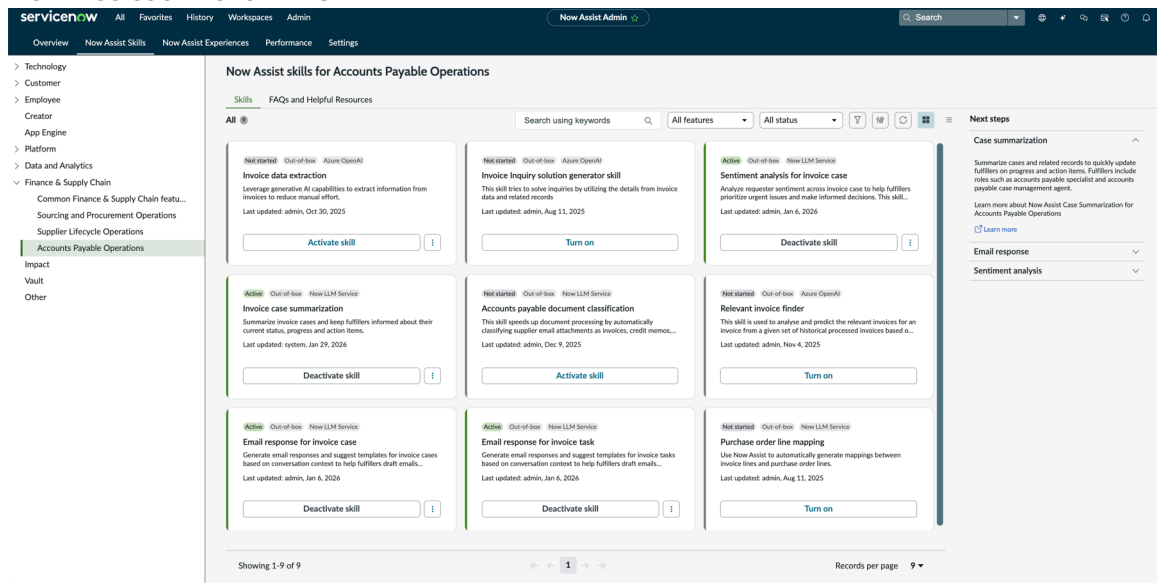 servicenow All Favorites History Workspaces Admin Now Assist Admin Search
Overview Now Assist Skills Now Assist Experiences Performance Settings
Technology
Customer
Employee
Creator
App Engine
Platform
Data and Analytics
Finance & Supply Chain
Common Finance & Supply Chain featu...
Sourcing and Procurement Operations
Supplier Lifecycle Operations
Accounts Payable Operations
Impact
Vault
Other
Now Assist skills for Accounts Payable Operations
Skills FAQs and Helpful Resources
All 9 Search using keywords All features All status
Not started Out-of-box Azure OpenAI
Invoice data extraction
Leverage generative AI capabilities to extract information from
invoices to reduce manual effort.
Last updated: admin, Oct 30, 2025
Activate skill
Not started Out-of-box Azure OpenAI
Invoice Inquiry solution generator skill
This skill tries to solve inquiries by utilizing the details from invoice
data and related records
Last updated: admin, Aug 11, 2025
Turn on
Active Out-of-box Now LLM Service
Sentiment analysis for invoice case
Analyze requester sentiment across invoice case to help fulfillers
prioritize urgent issues and make informed decisions. This skill...
Last updated: admin, Jan 6, 2026
Deactivate skill
Active Out-of-box Now LLM Service
Invoice case summarization
Summarize invoice cases and keep fulfillers informed about their
current status, progress and action items.
Last updated: system, Jan 29, 2026
Deactivate skill
Not started Out-of-box Now LLM Service
Accounts payable document classification
This skill speeds up document processing by automatically
classifying supplier email attachments as invoices, credit memos,...
Last updated: admin, Dec 9, 2025
Activate skill
Not started Out-of-box Azure OpenAI
Relevant invoice finder
This skill is used to analyse and predict the relevant invoices for an
invoice from a given set of historical processed invoices based o...
Last updated: admin, Nov 4, 2025
Turn on
Active Out-of-box Now LLM Service
Email response for invoice case
Generate email responses and suggest templates for invoice cases
based on conversation context to help fulfillers draft emails...
Last updated: admin, Jan 6, 2026
Deactivate skill
Active Out-of-box Now LLM Service
Email response for invoice task
Generate email responses and suggest templates for invoice tasks
based on conversation context to help fulfillers draft emails...
Last updated: admin, Jan 6, 2026
Deactivate skill
Not started Out-of-box Now LLM Service
Purchase order line mapping
Use Now Assist to automatically generate mappings between
invoice lines and purchase order lines.
Last updated: admin, Aug 11, 2025
Turn on
Showing 1-9 of 9 1 Records per page 9
Next steps
Case summarization
Summarize cases and related records to quickly update
fulfillers on progress and action items. Fulfillers include
roles such as accounts payable specialist and accounts
payable case management agent.
Learn more about Now Assist Case Summarization for
Accounts Payable Operations
Learn more
Email response
Sentiment analysis